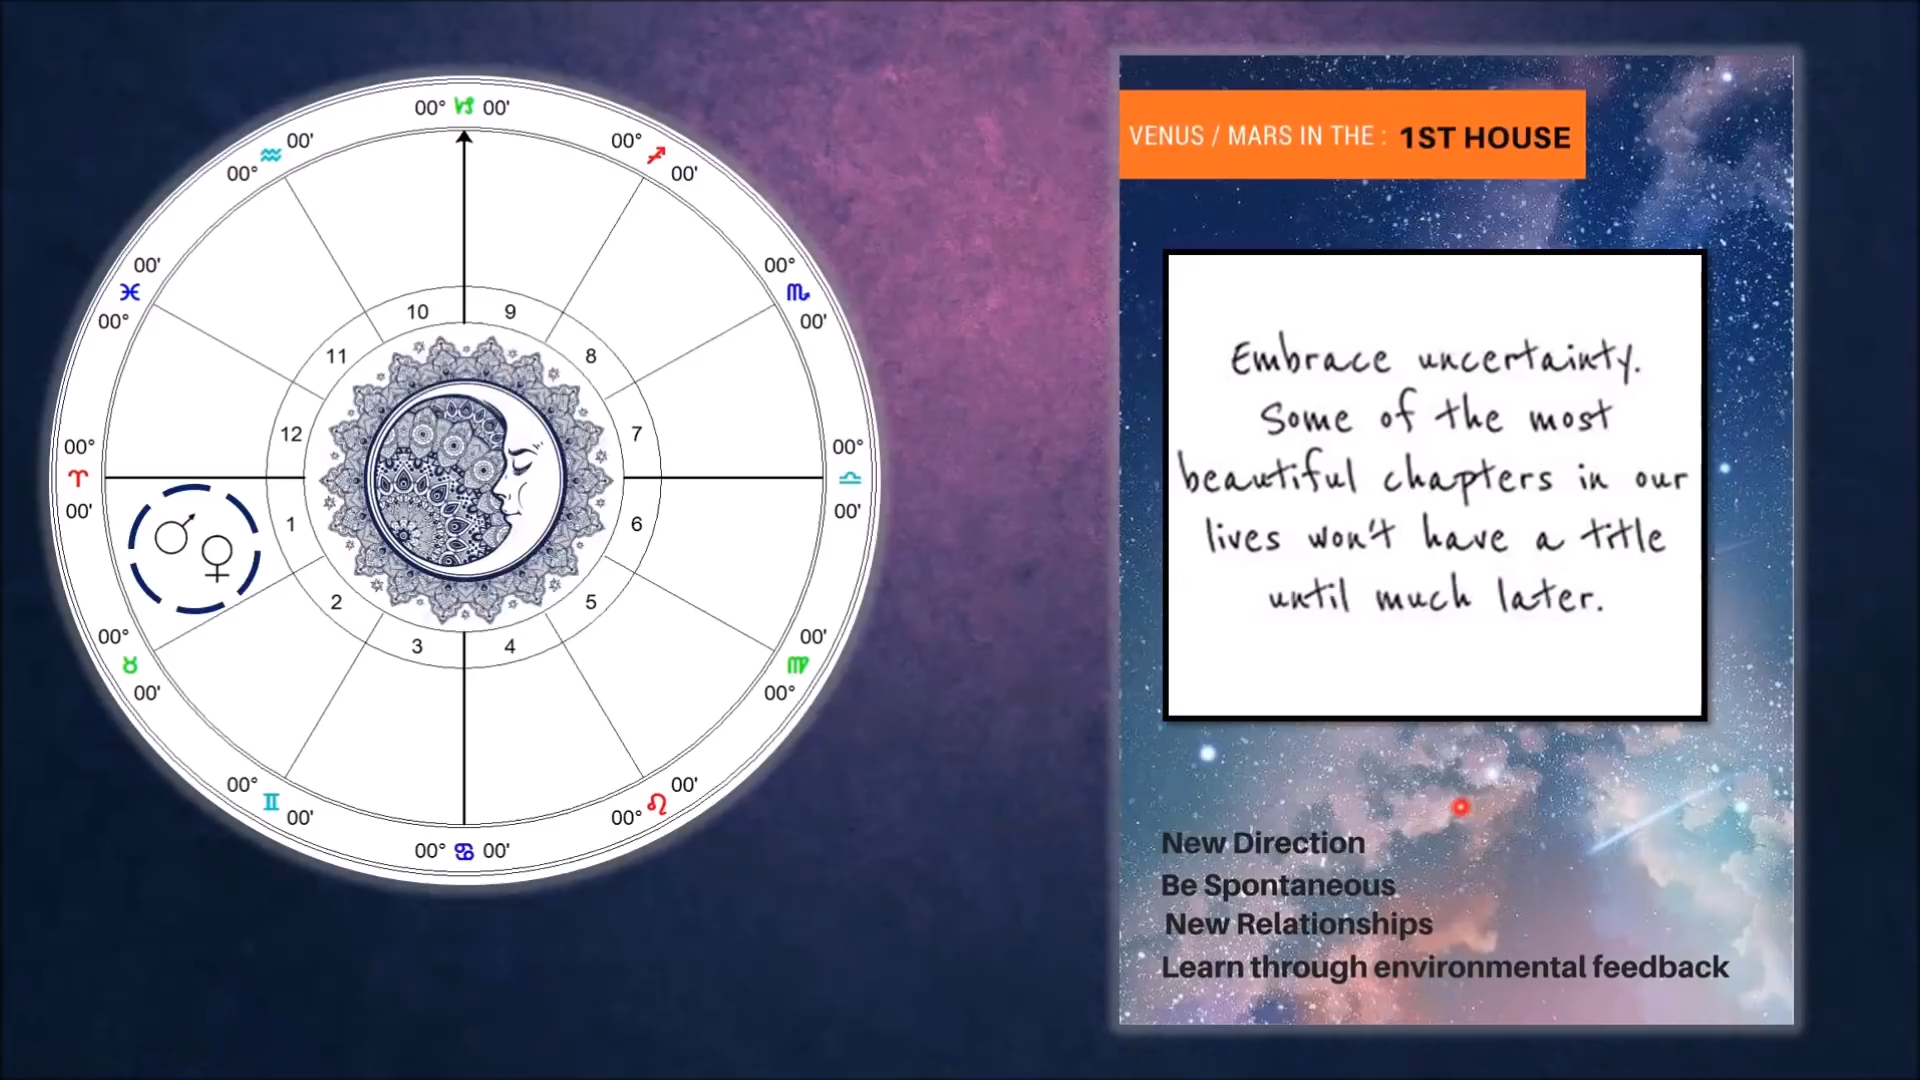 00° ♑ 00'
00° ♐ 00'
00° ♏ 00'
00° ♎ 00'
00° ♍ 00'
00° ♌ 00'
00° ♋ 00'
00° ♊ 00'
00° ♉ 00'
00° ♈ 00'
00° ♓ 00'
00° ♒ 00'
10 9
11 8
12 7
1 6
2 5
3 4
♂ ♀
VENUS / MARS IN THE : 1ST HOUSE
Embrace uncertainty.
Some of the most
beautiful chapters in our
lives won't have a title
until much later.
New Direction
Be Spontaneous
New Relationships
Learn through environmental feedback